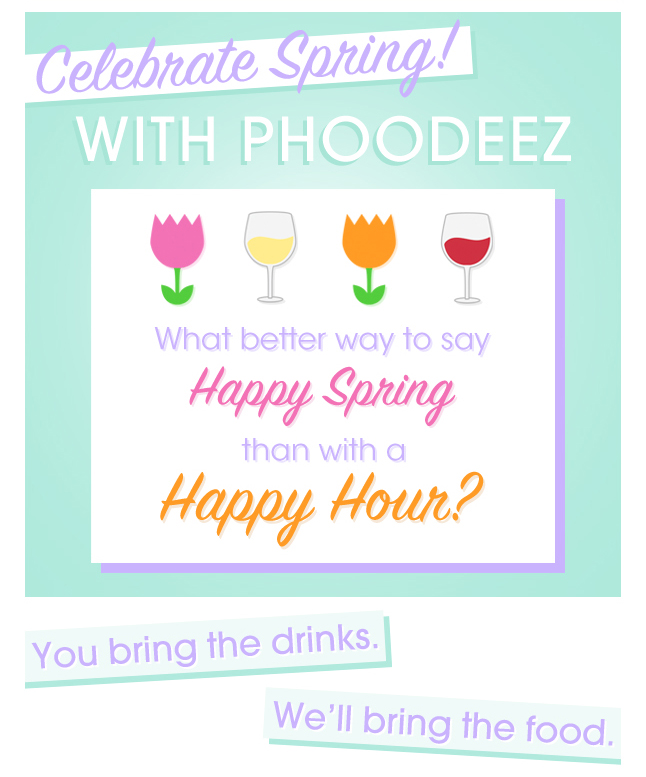 Celebrate Spring!
WITH PHOODEEZ
What better way to say
Happy Spring
than with a
Happy Hour?
You bring the drinks.
We'll bring the food.